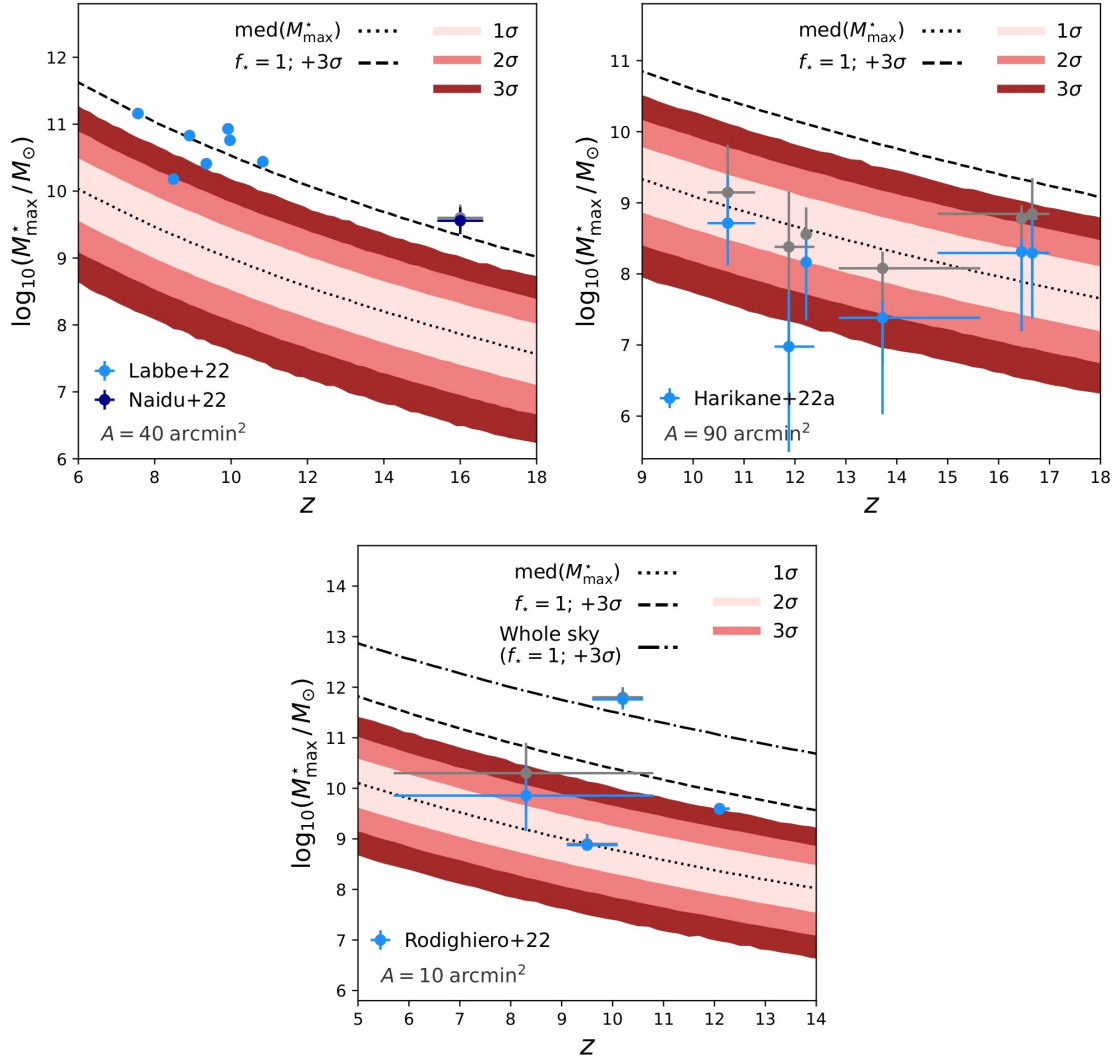 med(M*max)
f⋆ = 1; +3σ
1σ
2σ
3σ
12
11
10
9
8
7
6
log10(M*max / M⊙)
Labbe+22
Naidu+22
A = 40 arcmin²
6 8 10 12 14 16 18
z
med(M*max)
f⋆ = 1; +3σ
1σ
2σ
3σ
11
10
9
8
7
6
log10(M*max / M⊙)
Harikane+22a
A = 90 arcmin²
9 10 11 12 13 14 15 16 17 18
z
med(M*max)
f⋆ = 1; +3σ
Whole sky
(f⋆ = 1; +3σ)
1σ
2σ
3σ
14
13
12
11
10
9
8
7
6
log10(M*max / M⊙)
Rodighiero+22
A = 10 arcmin²
5 6 7 8 9 10 11 12 13 14
z